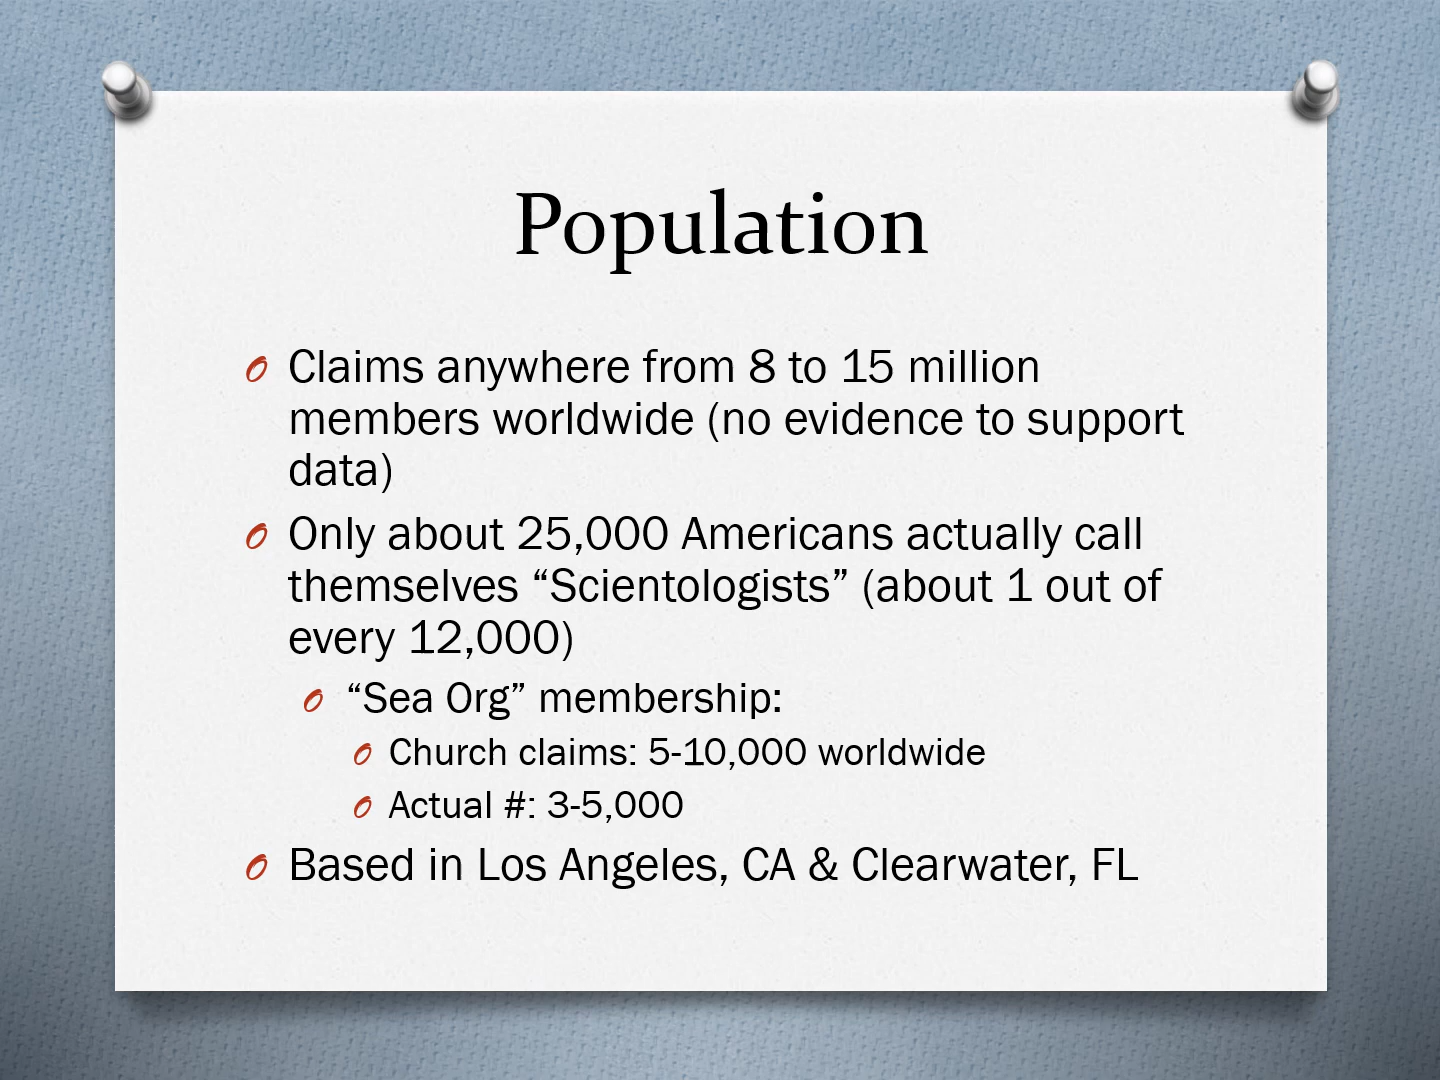 Population
Claims anywhere from 8 to 15 million
members worldwide (no evidence to support
data)
Only about 25,000 Americans actually call
themselves “Scientologists” (about 1 out of
every 12,000)
“Sea Org” membership:
Church claims: 5-10,000 worldwide
Actual #: 3-5,000
Based in Los Angeles, CA & Clearwater, FL